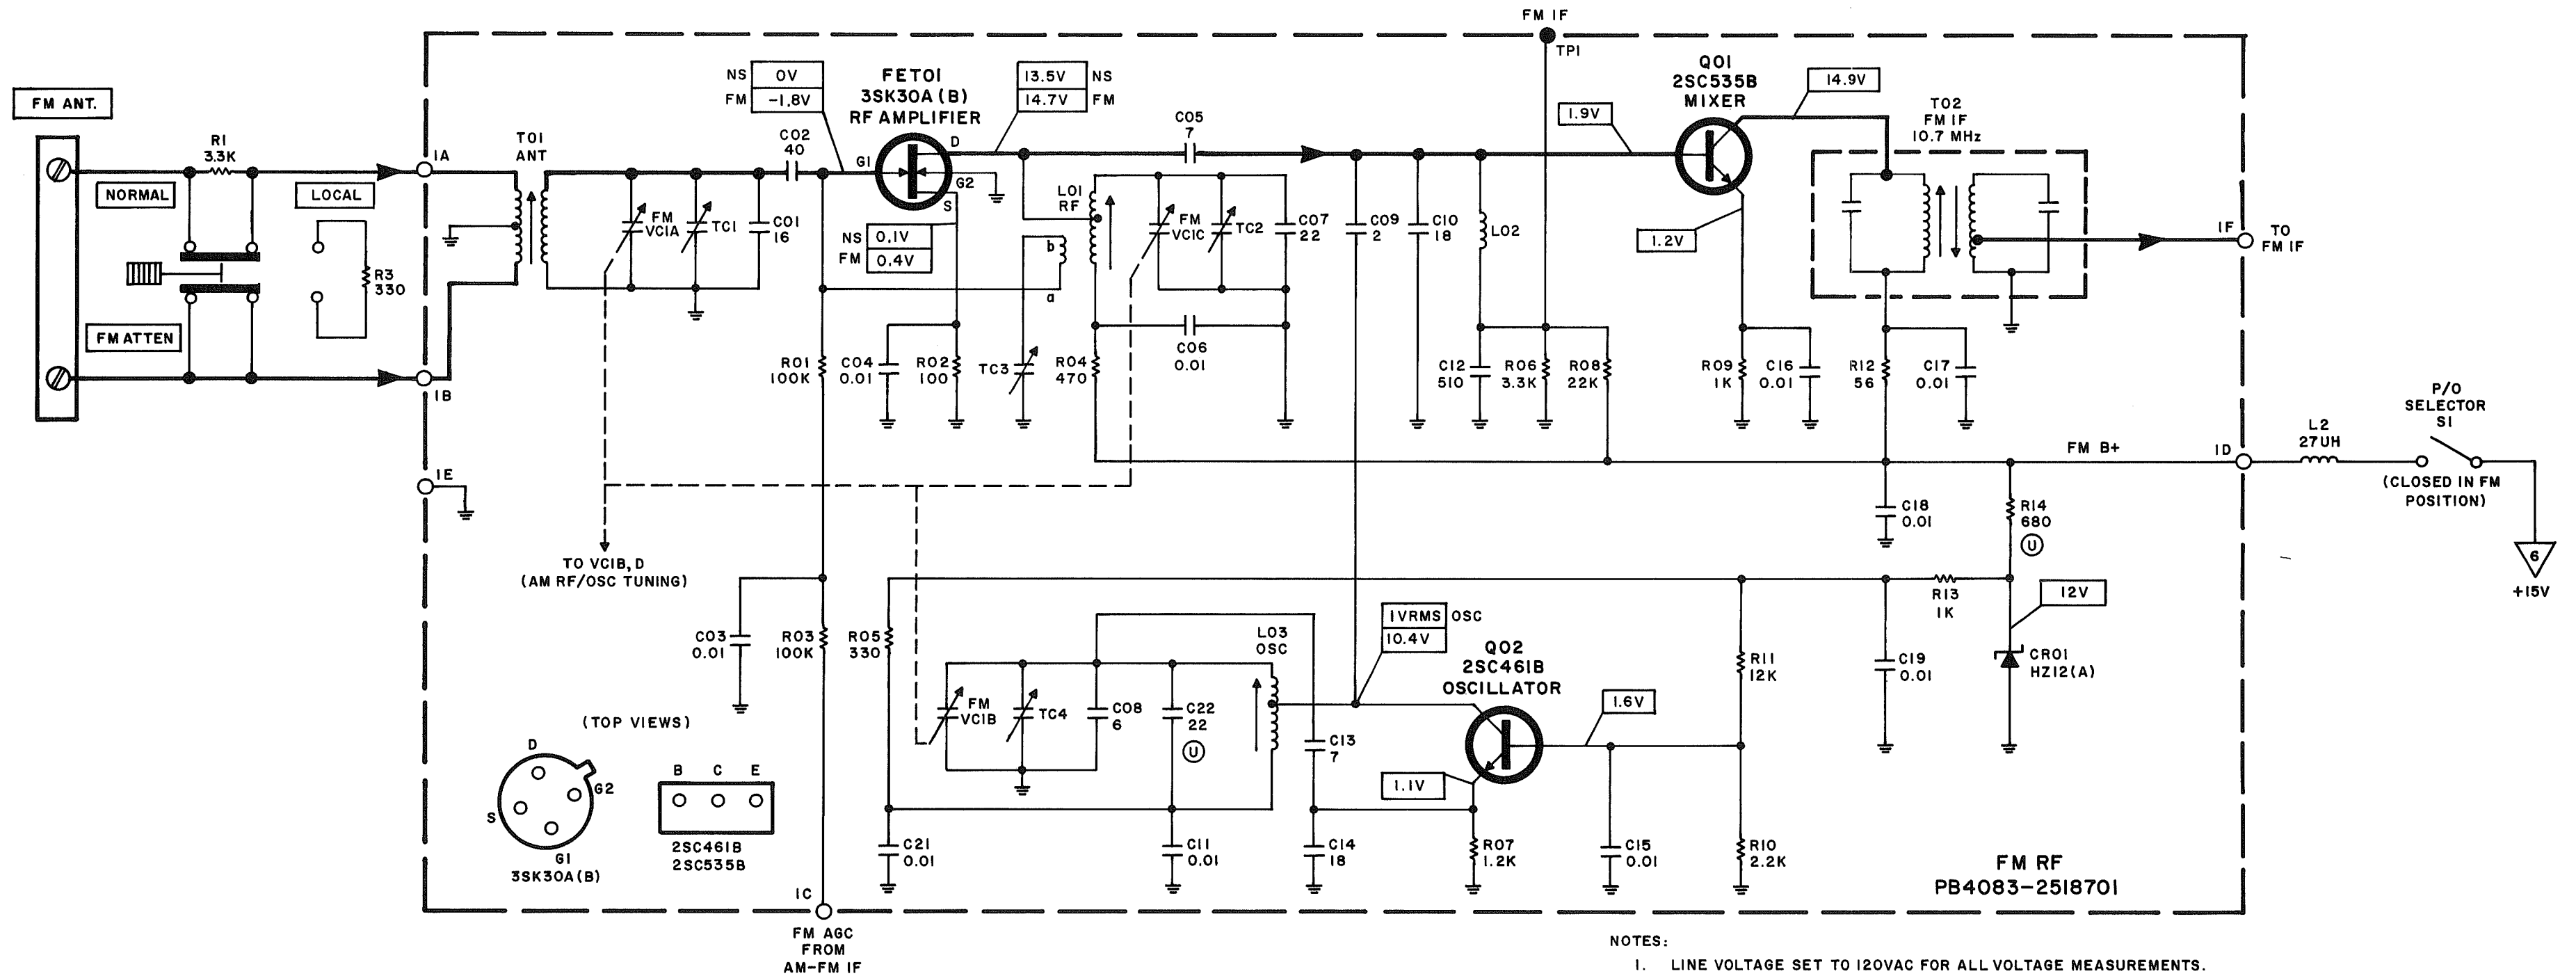 FM IF
TP1
FM ANT.
R1
3.3K
NORMAL
LOCAL
R3
330
FM ATTEN
1A
1B
1E
T01
ANT
FM
VC1A
TC1
C01
16
C02
40
NS 0V
FM -1.8V
FET01
3SK30A(B)
RF AMPLIFIER
G1
D
G2
S
13.5V NS
14.7V FM
NS 0.1V
FM 0.4V
C05
7
L01
RF
b
a
FM
VC1C
TC2
C07
22
C09
2
C10
18
L02
1.9V
Q01
2SC535B
MIXER
14.9V
1.2V
T02
FM IF
10.7 MHz
1F
TO
FM IF
R01
100K
C04
0.01
R02
100
TC3
R04
470
C06
0.01
C12
510
R06
3.3K
R08
22K
R09
1K
C16
0.01
R12
56
C17
0.01
FM B+
1D
L2
27UH
P/O
SELECTOR
S1
(CLOSED IN FM
POSITION)
6
+15V
C18
0.01
R14
680
U
TO VC1B, D
(AM RF/OSC TUNING)
C03
0.01
R03
100K
R05
330
FM
VC1B
TC4
C08
6
C22
22
U
L03
OSC
C13
7
1VRMS OSC
10.4V
Q02
2SC461B
OSCILLATOR
1.6V
1.1V
R11
12K
C19
0.01
R13
1K
12V
CR01
HZ12(A)
(TOP VIEWS)
D
G2
S
G1
3SK30A(B)
B C E
2SC461B
2SC535B
C21
0.01
C11
0.01
C14
18
R07
1.2K
C15
0.01
R10
2.2K
FM RF
PB4083-2518701
1C
FM AGC
FROM
AM-FM IF
NOTES:
1. LINE VOLTAGE SET TO 120VAC FOR ALL VOLTAGE MEASUREMENTS.